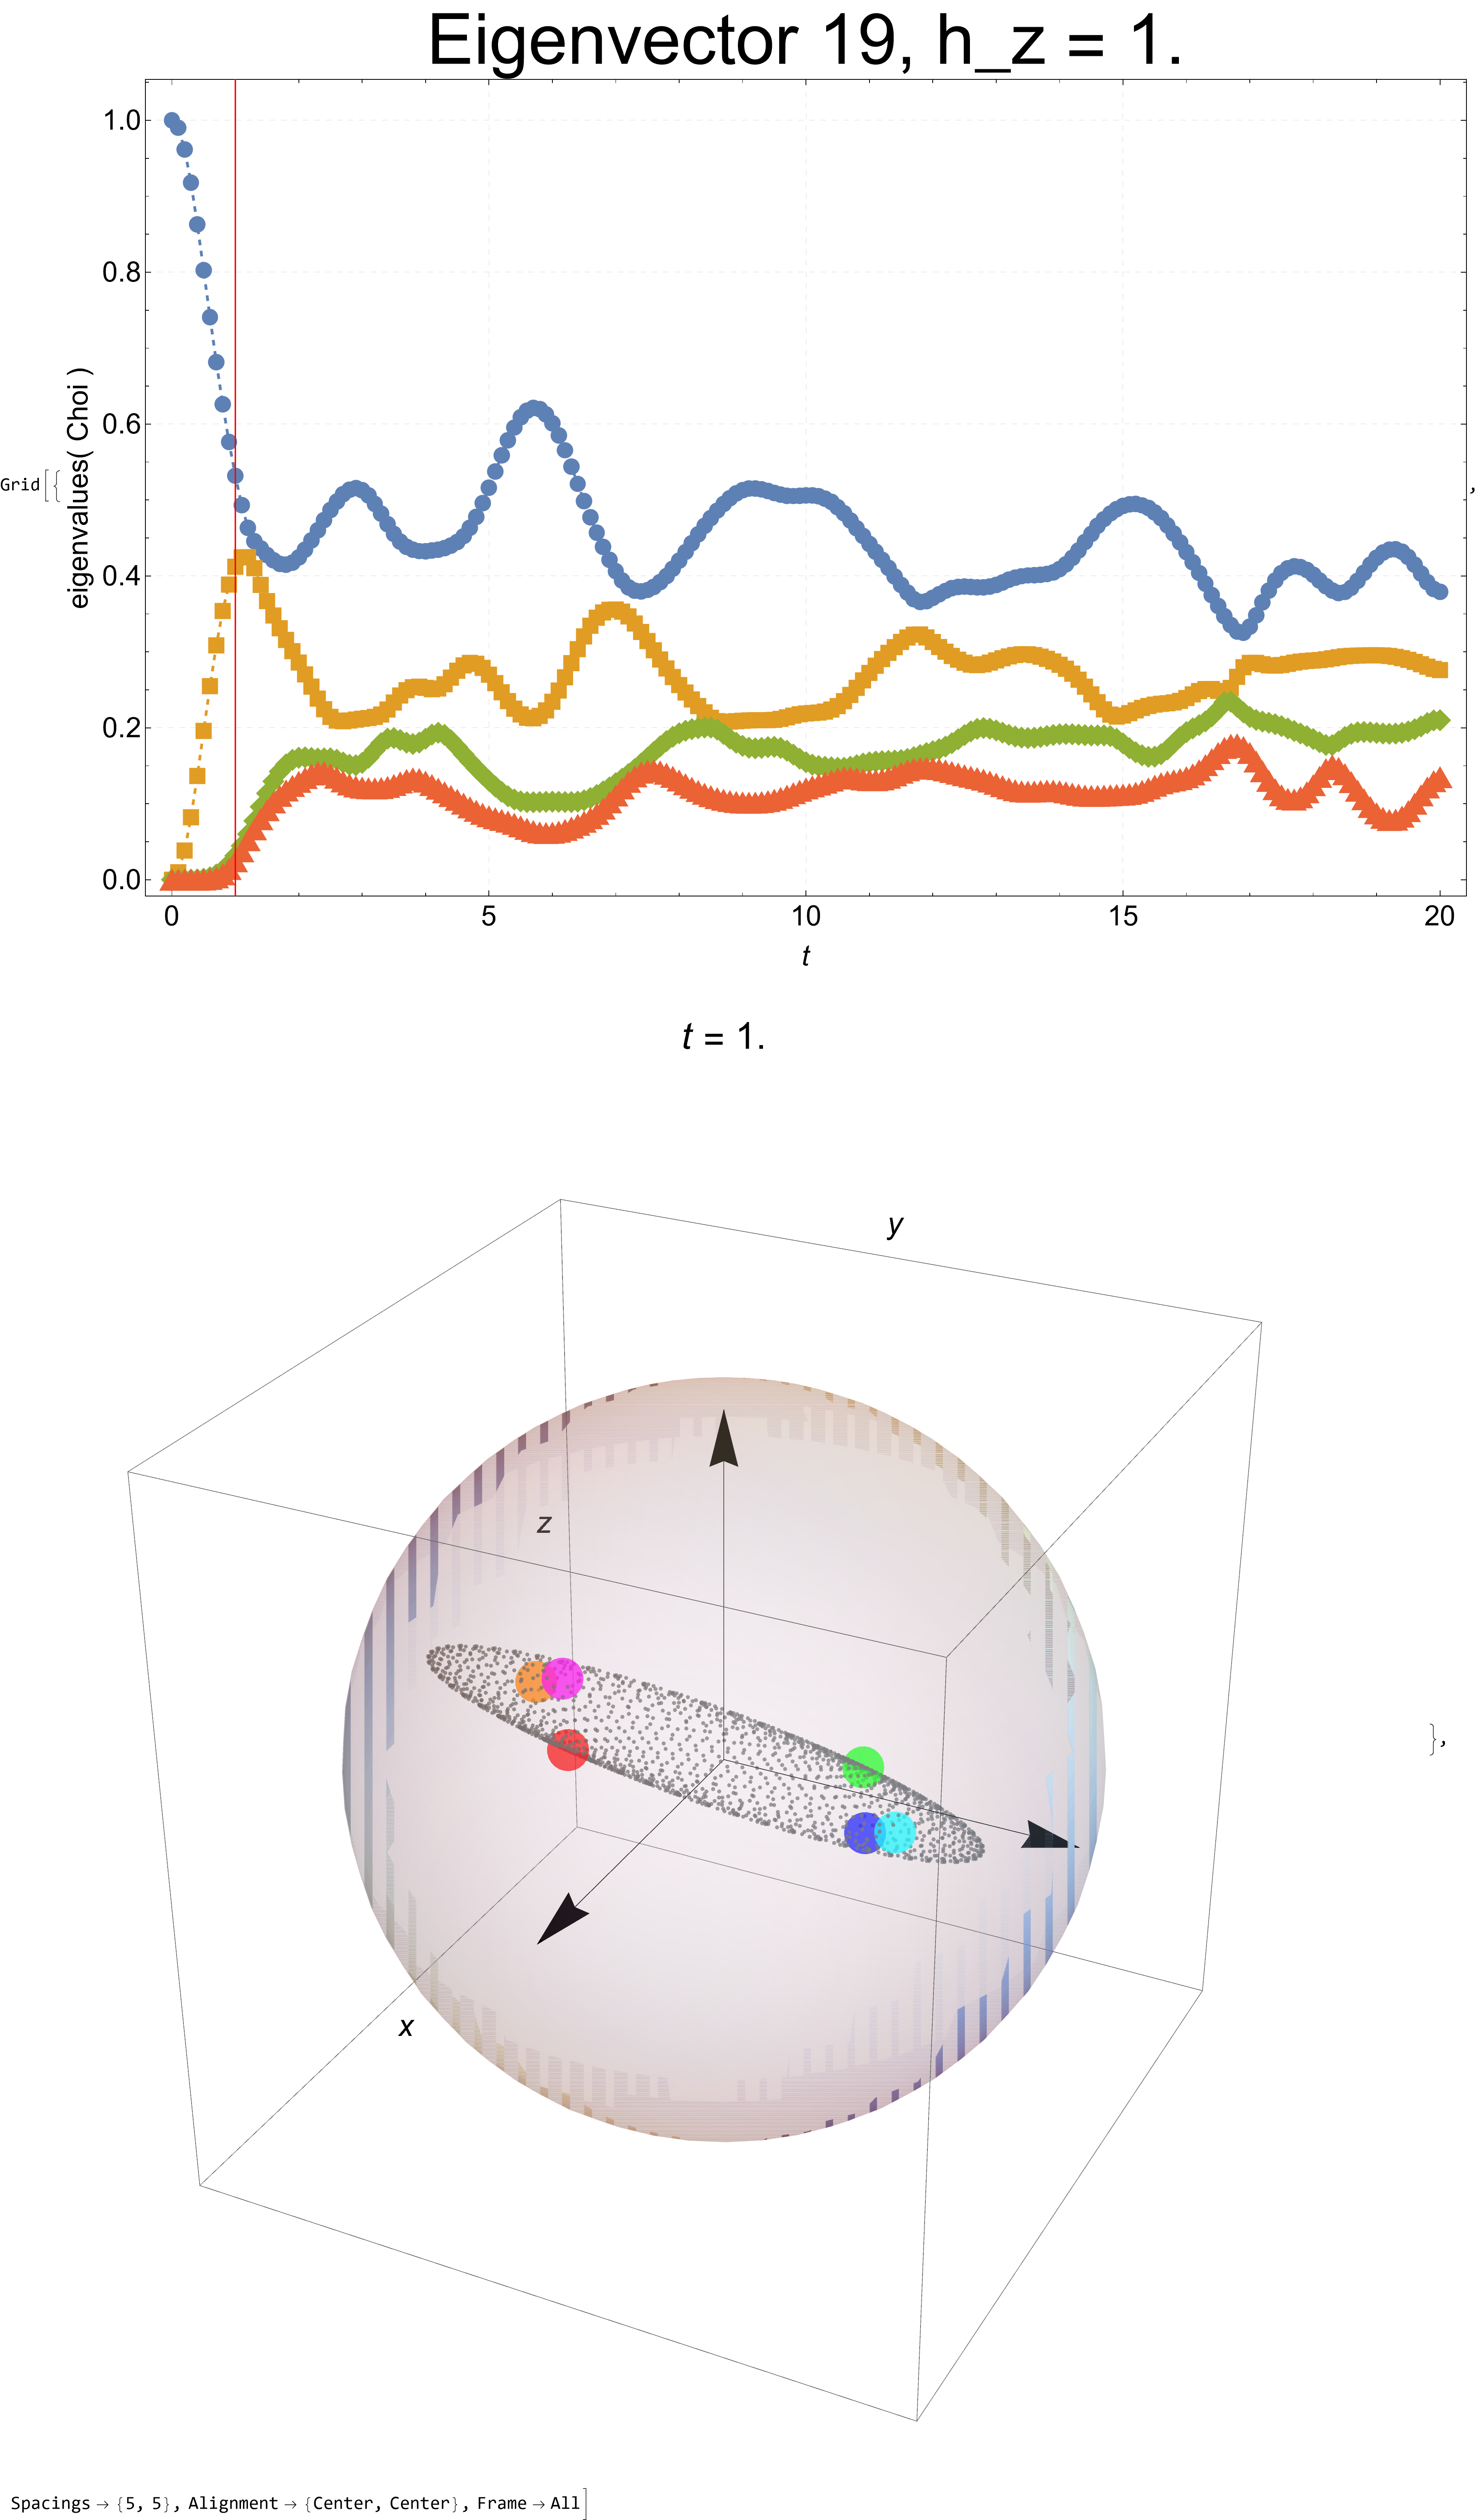 Eigenvector 19, h_z = 1.
1.0
0.8
0.6
0.4
0.2
0.0
eigenvalues( Choi )
Grid[{
,
0 5 10 15 20
t
t = 1.
y
z
x
},
Spacings → {5, 5}, Alignment → {Center, Center}, Frame → All]